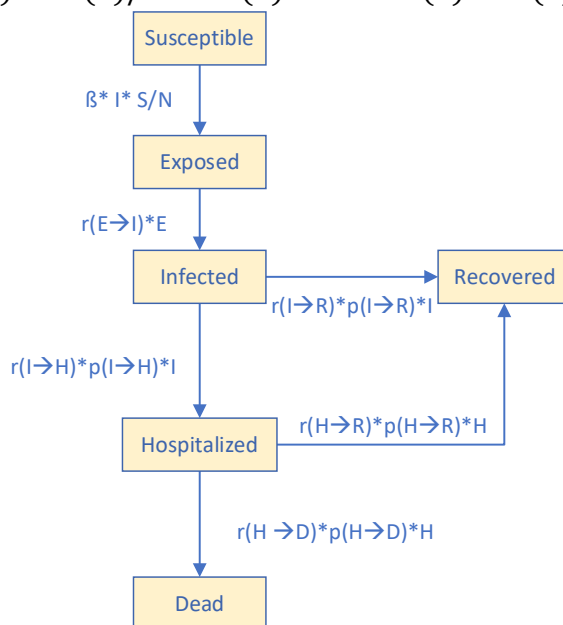 Susceptible
ß* I* S/N
Exposed
r(E→I)*E
Infected
Recovered
r(I→R)*p(I→R)*I
r(I→H)*p(I→H)*I
r(H→R)*p(H→R)*H
Hospitalized
r(H →D)*p(H→D)*H
Dead